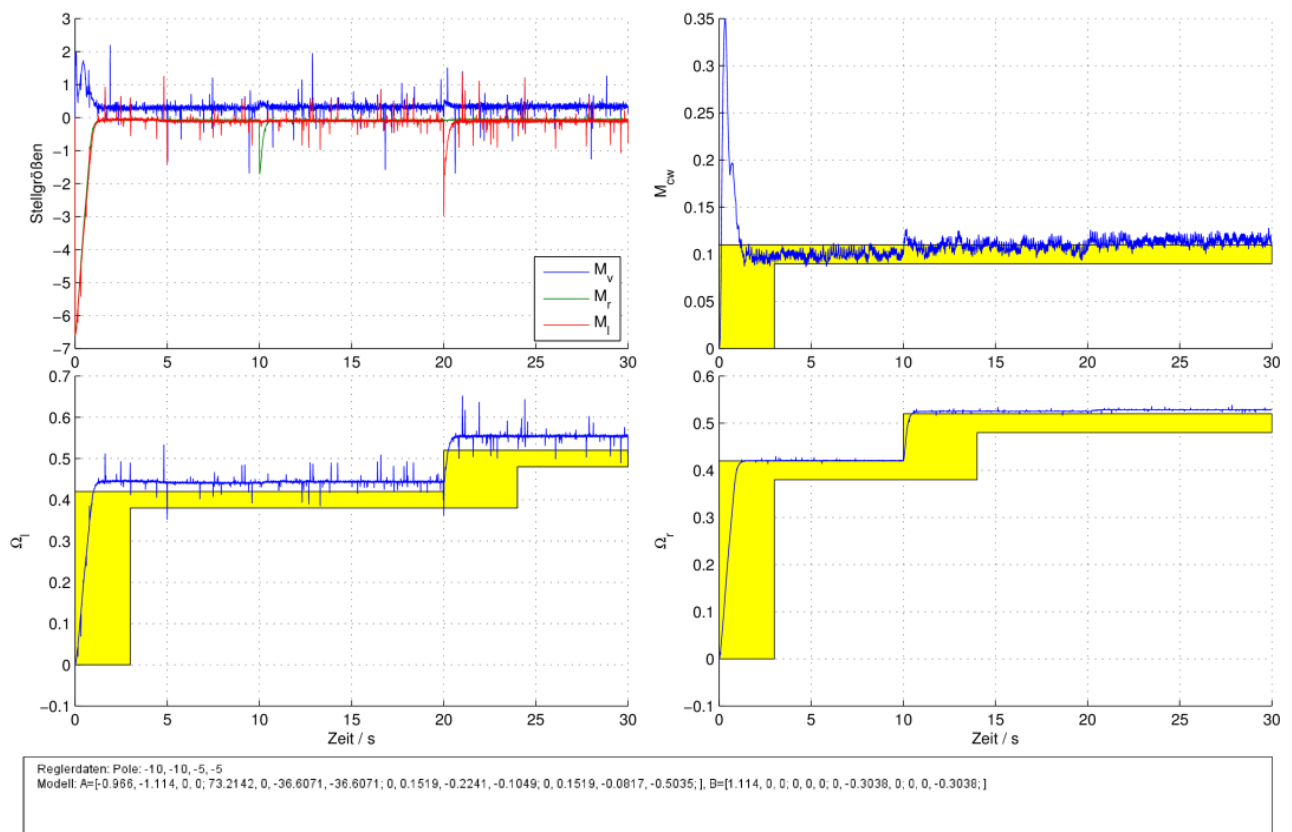 3
2
1
0
−1
−2
−3
−4
−5
−6
−7
Stellgrößen
M_v
M_r
M_l
0 5 10 15 20 25 30
0.35
0.3
0.25
0.2
0.15
0.1
0.05
0
M_cw
0 5 10 15 20 25 30
0.7
0.6
0.5
0.4
0.3
0.2
0.1
0
−0.1
Ω_l
0 5 10 15 20 25 30
Zeit / s
0.6
0.5
0.4
0.3
0.2
0.1
0
−0.1
Ω_r
0 5 10 15 20 25 30
Zeit / s
Reglerdaten: Pole: -10, -10, -5, -5
Modell: A=[-0.966, -1.114, 0, 0; 73.2142, 0, -36.6071, -36.6071; 0, 0.1519, -0.2241, -0.1049; 0, 0.1519, -0.0817, -0.5035; ], B=[1.114, 0, 0; 0, 0, 0; 0, -0.3038, 0; 0, 0, -0.3038; ]